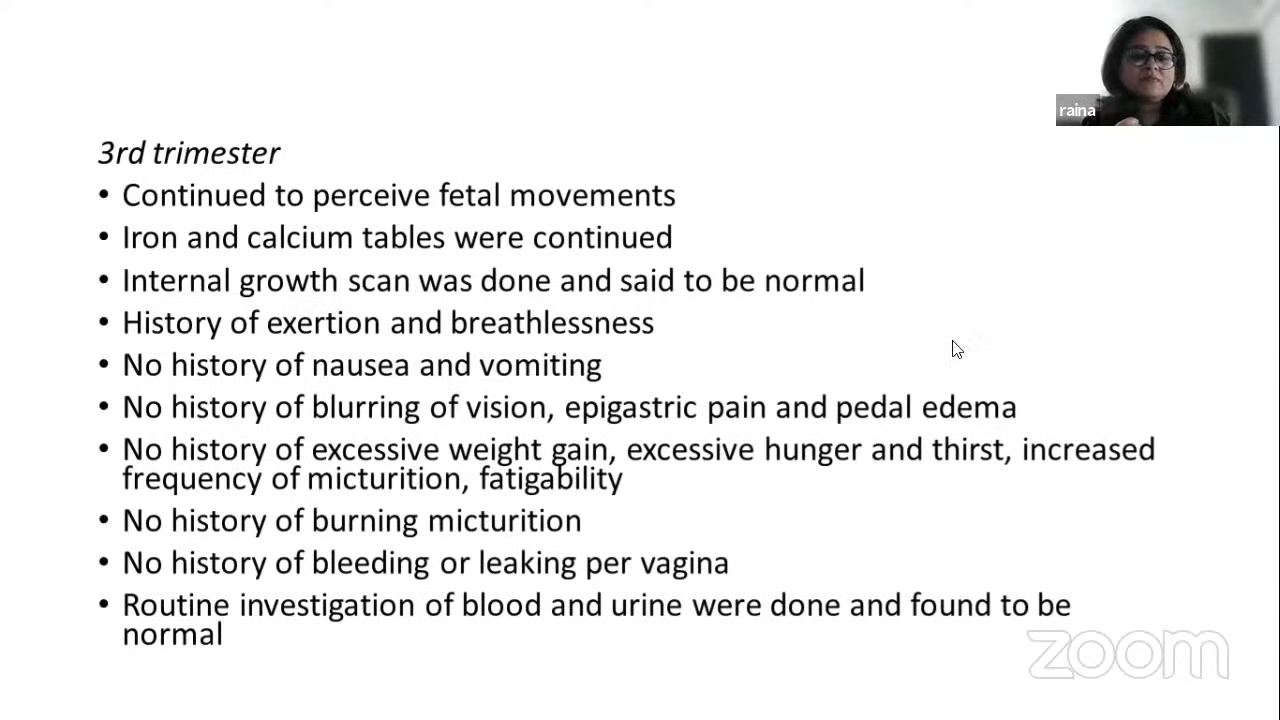 raina
3rd trimester
• Continued to perceive fetal movements
• Iron and calcium tables were continued
• Internal growth scan was done and said to be normal
• History of exertion and breathlessness
• No history of nausea and vomiting
• No history of blurring of vision, epigastric pain and pedal edema
• No history of excessive weight gain, excessive hunger and thirst, increased
frequency of micturition, fatigability
• No history of burning micturition
• No history of bleeding or leaking per vagina
• Routine investigation of blood and urine were done and found to be
normal
zoom